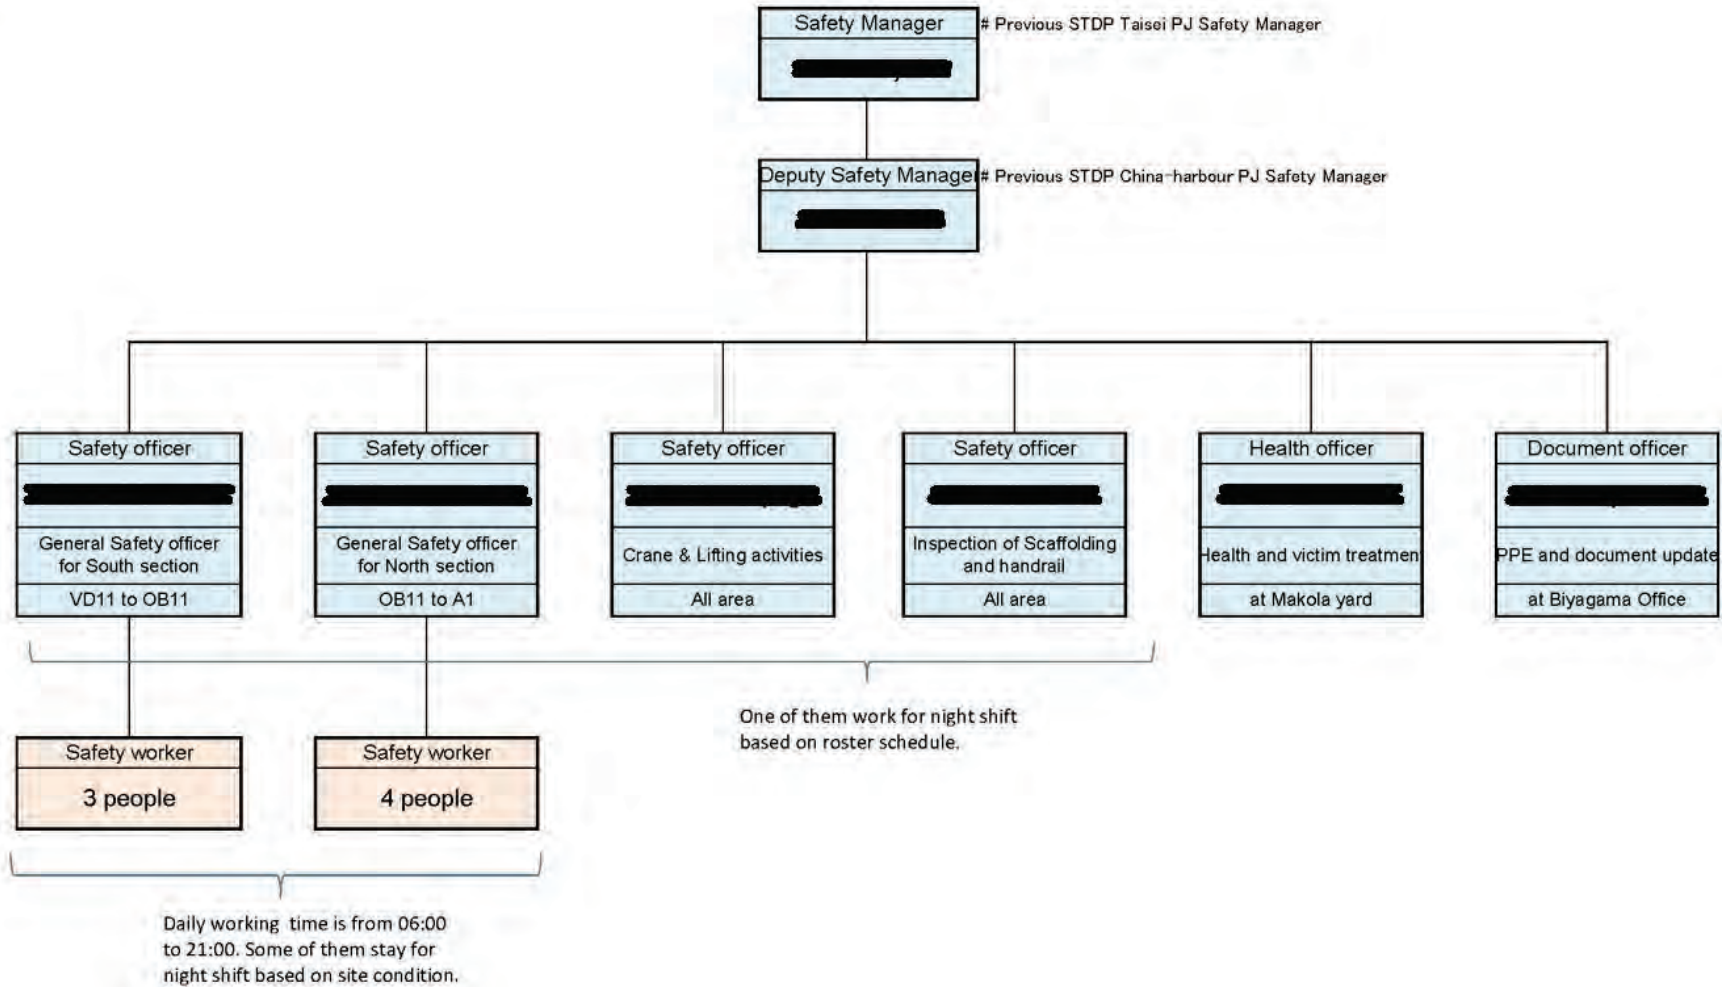 Safety Manager
# Previous STDP Taisei PJ Safety Manager
Deputy Safety Manager
# Previous STDP China-harbour PJ Safety Manager
Safety officer
General Safety officer
for South section
VD11 to OB11
Safety officer
General Safety officer
for North section
OB11 to A1
Safety officer
Crane & Lifting activities
All area
Safety officer
Inspection of Scaffolding
and handrail
All area
Health officer
Health and victim treatment
at Makola yard
Document officer
PPE and document update
at Biyagama Office
One of them work for night shift
based on roster schedule.
Safety worker
3 people
Safety worker
4 people
Daily working time is from 06:00
to 21:00. Some of them stay for
night shift based on site condition.